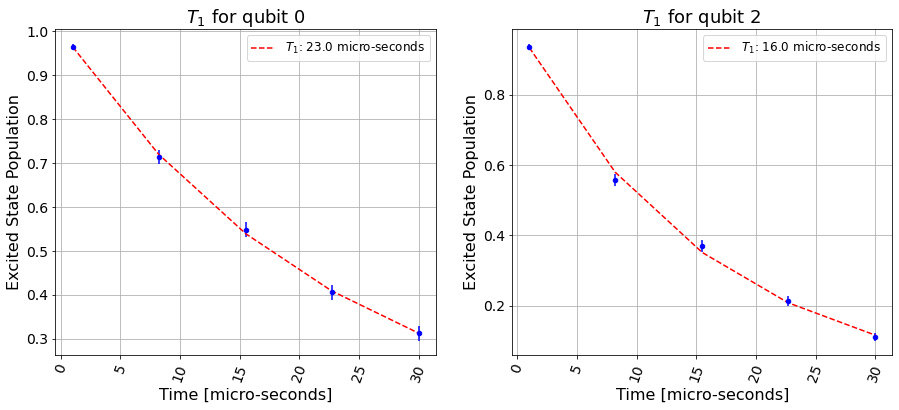 T₁ for qubit 0
T₁: 23.0 micro-seconds
Excited State Population
1.0
0.9
0.8
0.7
0.6
0.5
0.4
0.3
0 5 10 15 20 25 30
Time [micro-seconds]
T₁ for qubit 2
T₁: 16.0 micro-seconds
Excited State Population
0.8
0.6
0.4
0.2
0 5 10 15 20 25 30
Time [micro-seconds]